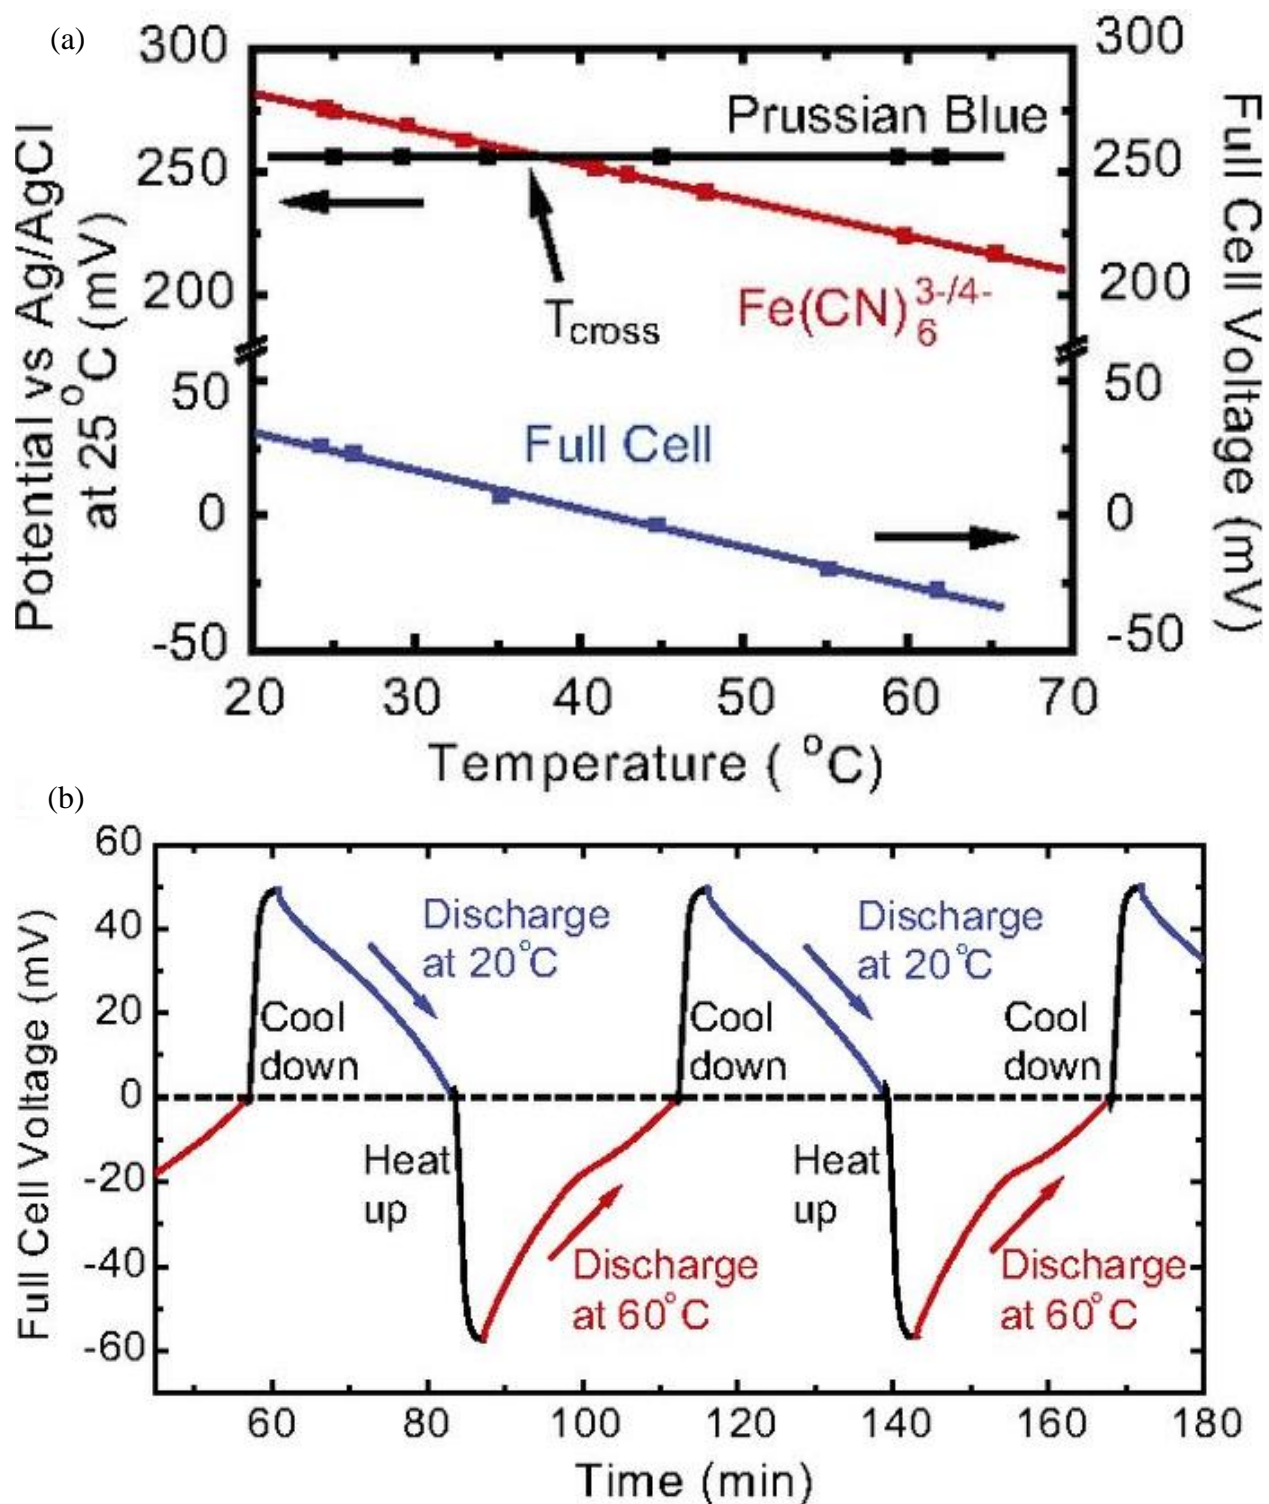 (a)
300
250
200
50
0
-50
Potential vs Ag/AgCl
at 25 °C (mV)
Prussian Blue
T cross
Fe(CN) 6 3-/4-
Full Cell
300
250
200
50
0
-50
Full Cell Voltage (mV)
20 30 40 50 60 70
Temperature ( °C)
(b)
60
40
20
0
-20
-40
-60
Full Cell Voltage (mV)
Discharge
at 20°C
Discharge
at 20°C
Cool
down
Cool
down
Cool
down
Heat
up
Heat
up
Discharge
at 60°C
Discharge
at 60°C
60 80 100 120 140 160 180
Time (min)